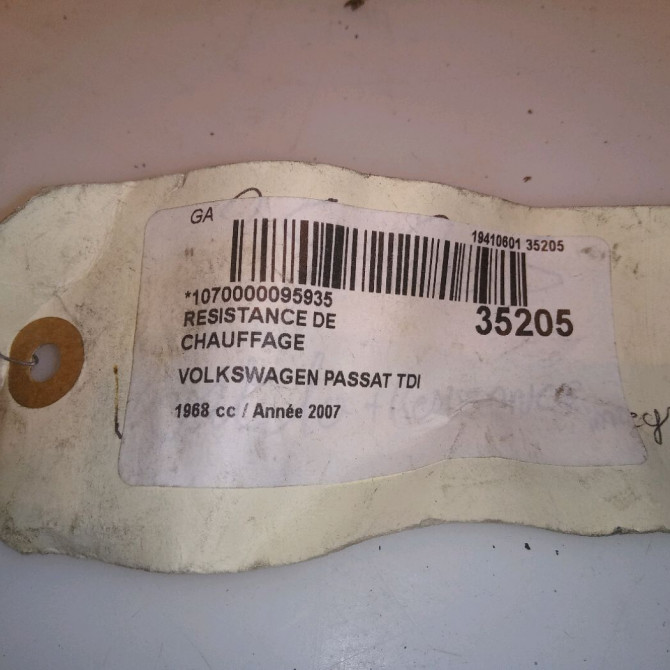 GA
19410601 35205
*1070000095935
35205
RESISTANCE DE
CHAUFFAGE
VOLKSWAGEN PASSAT TDI
1968 cc / Année 2007